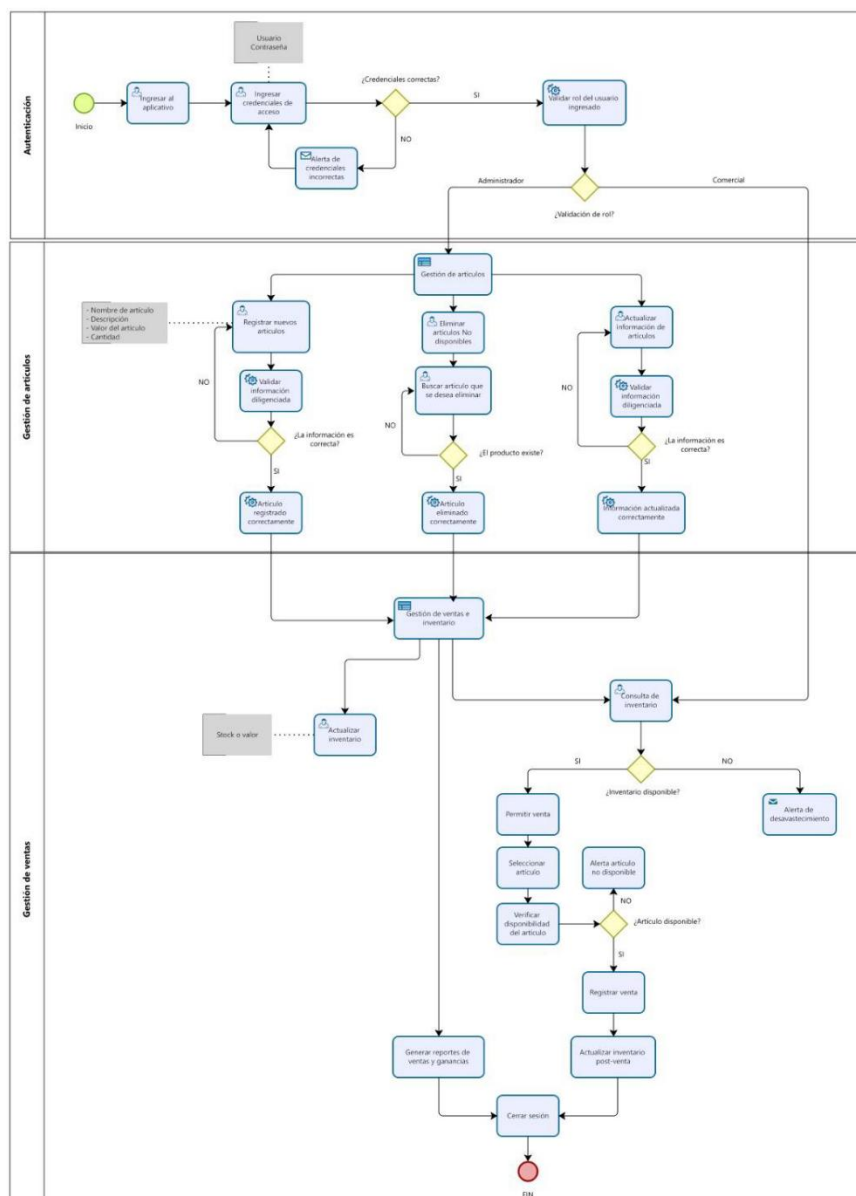 Autenticación
Usuario
Contraseña
Inicio
Ingresar al
aplicativo
Ingresar
credenciales de
acceso
¿Credenciales correctas?
SI
NO
Alerta de
credenciales
incorrectas
Validar rol del usuario
ingresado
Administrador
Comercial
¿Validación de rol?
Gestión de artículos
Gestión de artículos
- Nombre de artículo
- Descripción
- Valor del artículo
- Cantidad
Registrar nuevos
artículos
Eliminar
artículos No
disponibles
Actualizar
información de
artículos
NO
Validar
información
diligenciada
¿La información es
correcta?
SI
Artículo
registrado
correctamente
Buscar artículo que
se desea eliminar
NO
¿El producto existe?
SI
Artículo
eliminado
correctamente
NO
Validar
información
diligenciada
¿La información es
correcta?
SI
Información actualizada
correctamente
Gestión de ventas
Gestión de ventas e
inventario
Stock o valor
Actualizar
inventario
Consulta de
inventario
SI
NO
¿Inventario disponible?
Permitir venta
Alerta de
desavastecimiento
Seleccionar
artículo
Alerta artículo
no disponible
Verificar
disponibilidad
del artículo
NO
¿Artículo disponible?
SI
Registrar venta
Generar reportes de
ventas y ganancias
Actualizar inventario
post-venta
Cerrar sesión
FIN